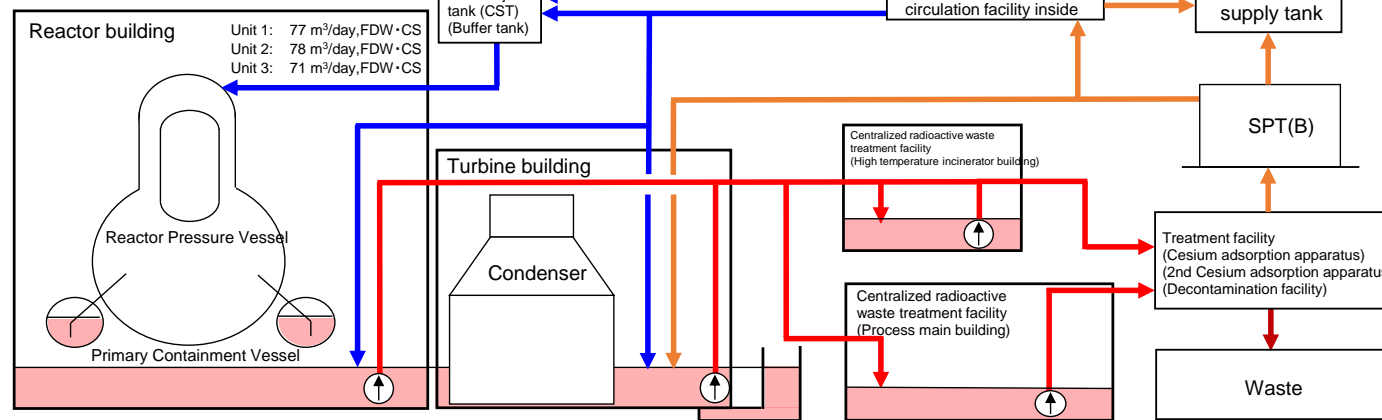 Reactor building
Unit 1: 77 m³/day,FDW・CS
Unit 2: 78 m³/day,FDW・CS
Unit 3: 71 m³/day,FDW・CS
tank (CST)
(Buffer tank)
circulation facility inside
supply tank
SPT(B)
Centralized radioactive waste
treatment facility
(High temperature incinerator building)
Turbine building
Reactor Pressure Vessel
Condenser
Treatment facility
(Cesium adsorption apparatus)
(2nd Cesium adsorption apparatus
(Decontamination facility)
Centralized radioactive
waste treatment facility
(Process main building)
Primary Containment Vessel
Waste